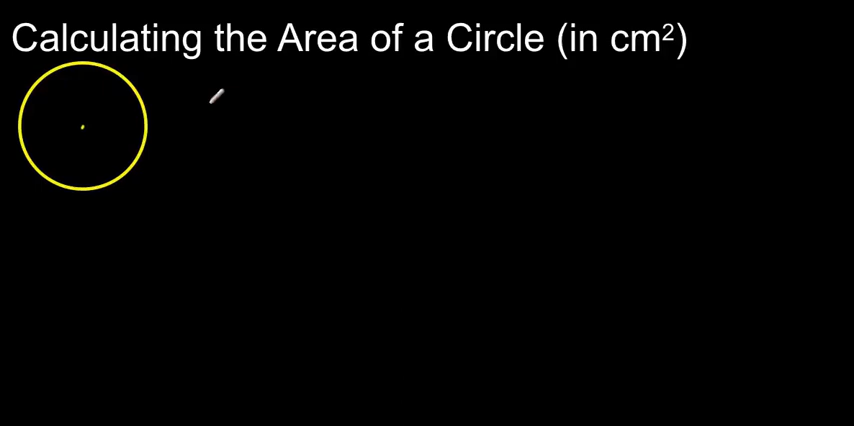 Calculating the Area of a Circle (in cm²)